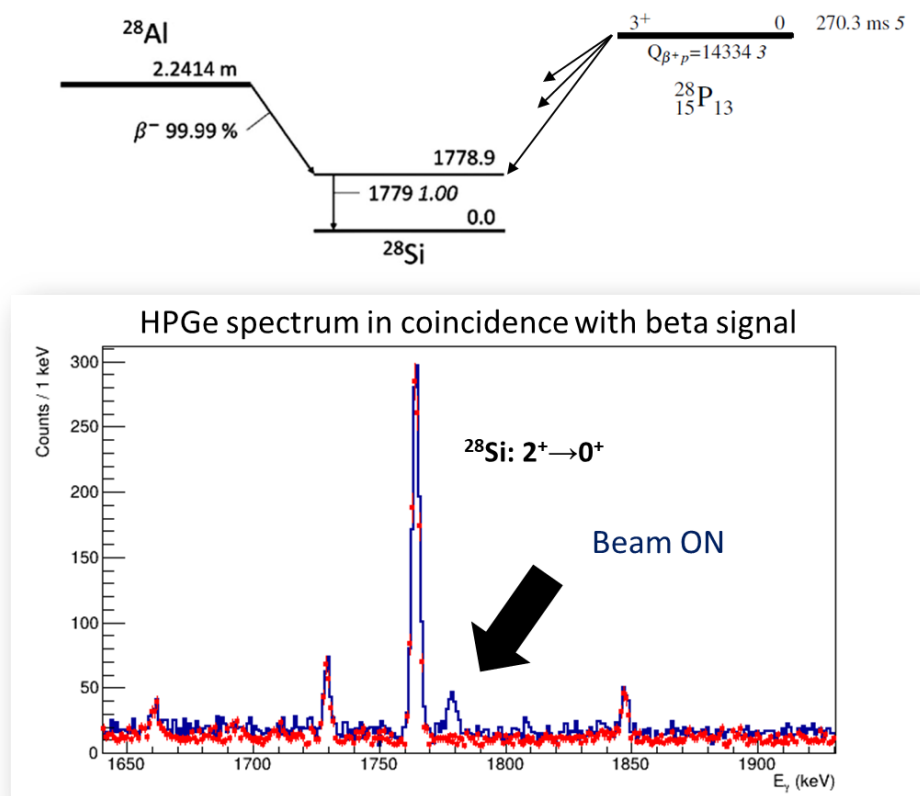 ²⁸Al
2.2414 m
β⁻ 99.99 %
3⁺ 0 270.3 ms 5
Qβ⁺p=14334 3
²⁸₁₅P₁₃
1778.9
1779 1.00
0.0
²⁸Si
HPGe spectrum in coincidence with beta signal
Counts / 1 keV
300
250
200
150
100
50
0
²⁸Si: 2⁺→0⁺
Beam ON
1650 1700 1750 1800 1850 1900
Eγ (keV)